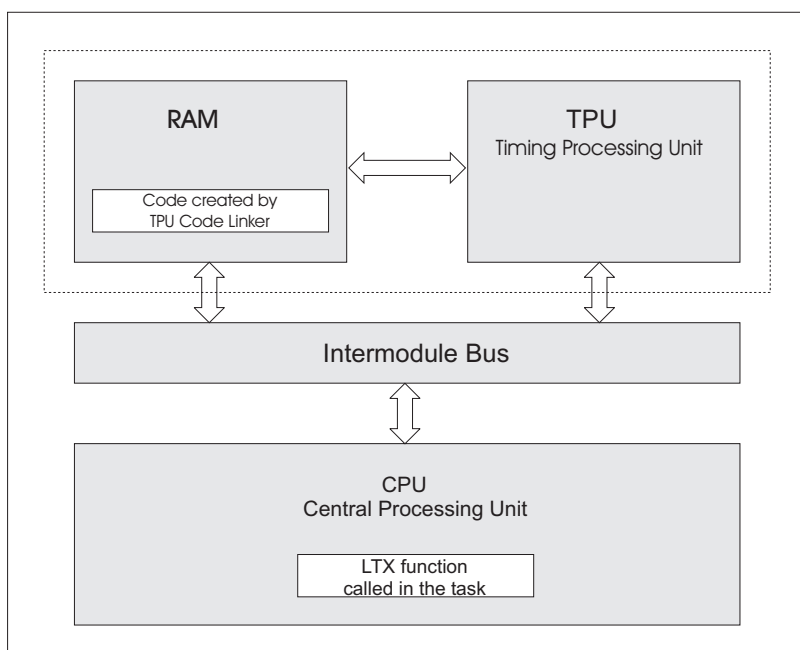 RAM
Code created by
TPU Code Linker
TPU
Timing Processing Unit
Intermodule Bus
CPU
Central Processing Unit
LTX function
called in the task